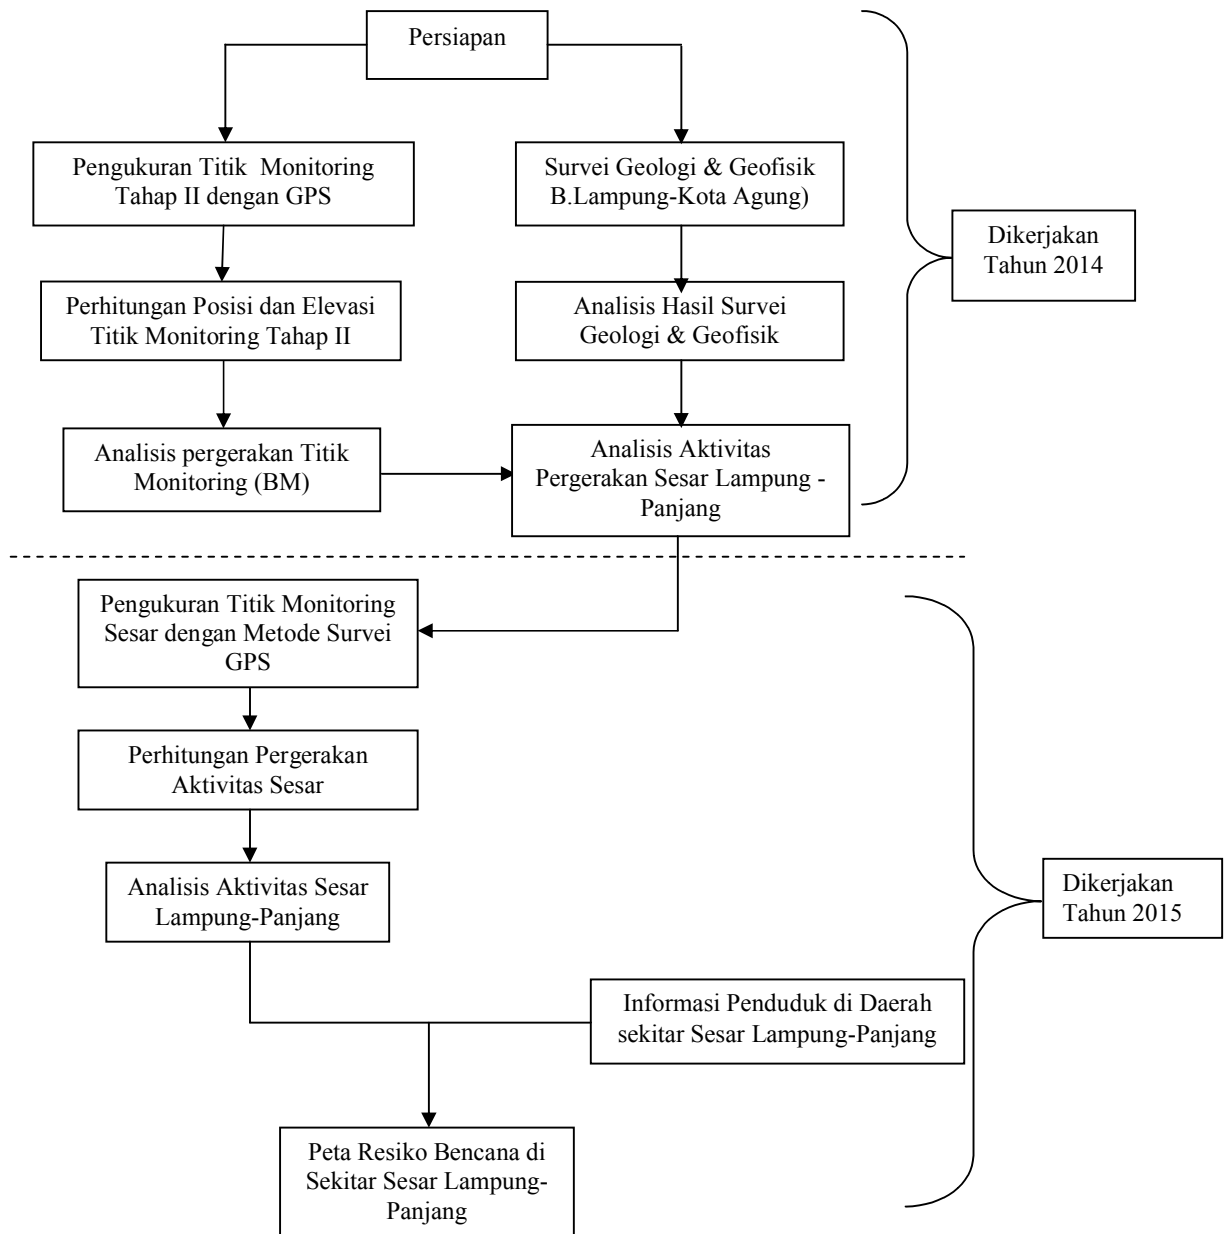 Persiapan
Pengukuran Titik Monitoring
Tahap II dengan GPS
Survei Geologi & Geofisik
B.Lampung-Kota Agung)
Dikerjakan
Tahun 2014
Perhitungan Posisi dan Elevasi
Titik Monitoring Tahap II
Analisis Hasil Survei
Geologi & Geofisik
Analisis pergerakan Titik
Monitoring (BM)
Analisis Aktivitas
Pergerakan Sesar Lampung -
Panjang
Pengukuran Titik Monitoring
Sesar dengan Metode Survei
GPS
Perhitungan Pergerakan
Aktivitas Sesar
Analisis Aktivitas Sesar
Lampung-Panjang
Dikerjakan
Tahun 2015
Informasi Penduduk di Daerah
sekitar Sesar Lampung-Panjang
Peta Resiko Bencana di
Sekitar Sesar Lampung-
Panjang